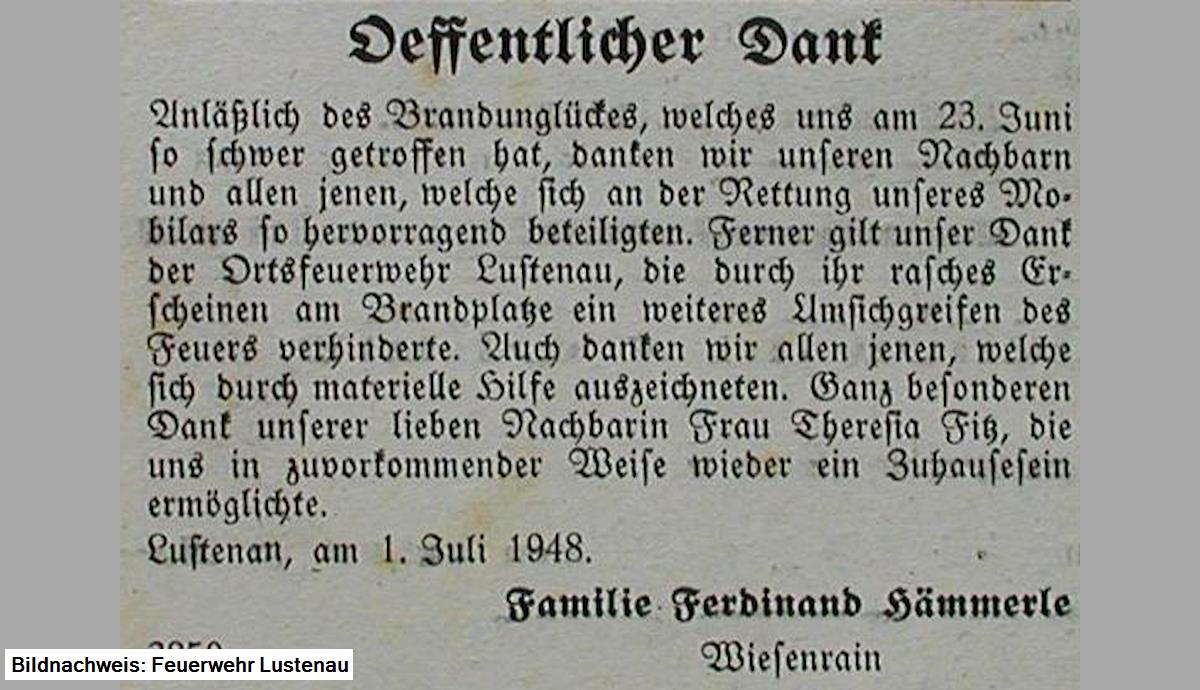 Oeffentlicher Dank
Anläßlich des Brandunglückes, welches uns am 23. Juni
so schwer getroffen hat, danken wir unseren Nachbarn
und allen jenen, welche sich an der Rettung unseres Mo-
bilars so hervorragend beteiligten. Ferner gilt unser Dank
der Ortsfeuerwehr Lustenau, die durch ihr rasches Er-
scheinen am Brandplatze ein weiteres Umsichgreifen des
Feuers verhinderte. Auch danken wir allen jenen, welche
sich durch materielle Hilfe auszeichneten. Ganz besonderen
Dank unserer lieben Nachbarin Frau Theresia Fitz, die
uns in zuvorkommender Weise wieder ein Zuhausesein
ermöglichte.
Lustenan, am 1. Juli 1948.
Familie Ferdinand Hämmerle
Wiesenrain
Bildnachweis: Feuerwehr Lustenau